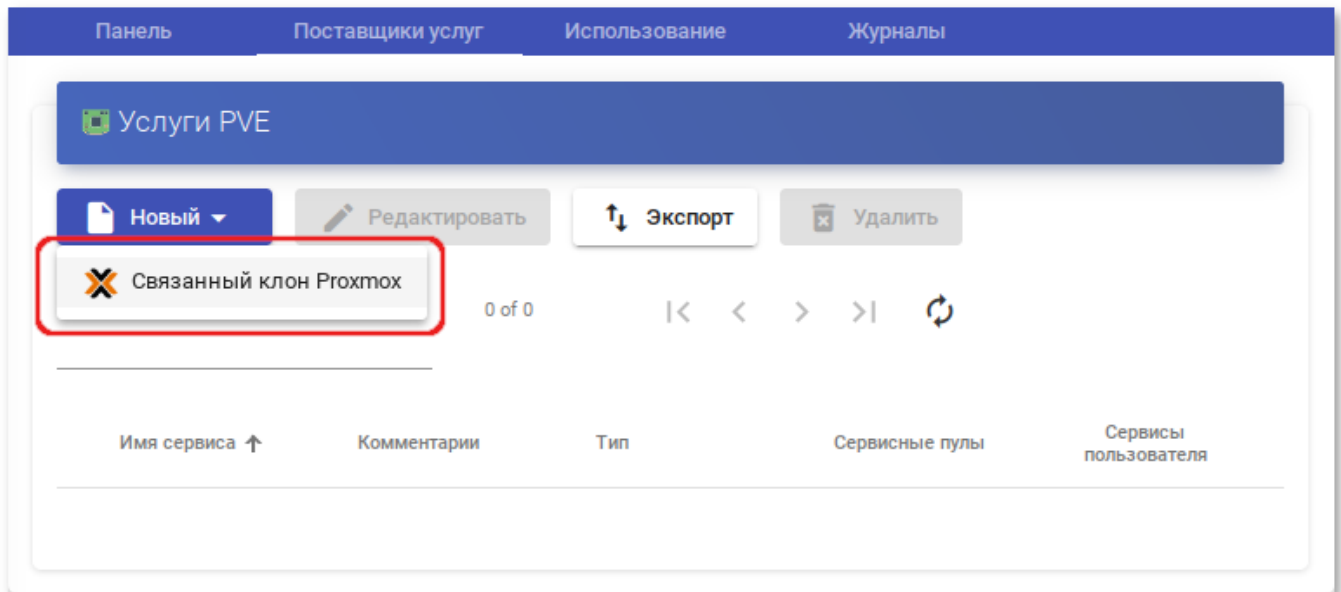 Панель Поставщики услуг Использование Журналы
Услуги PVE
Новый Редактировать Экспорт Удалить
Связанный клон Proxmox
0 of 0
Имя сервиса Комментарии Тип Сервисные пулы Сервисы пользователя